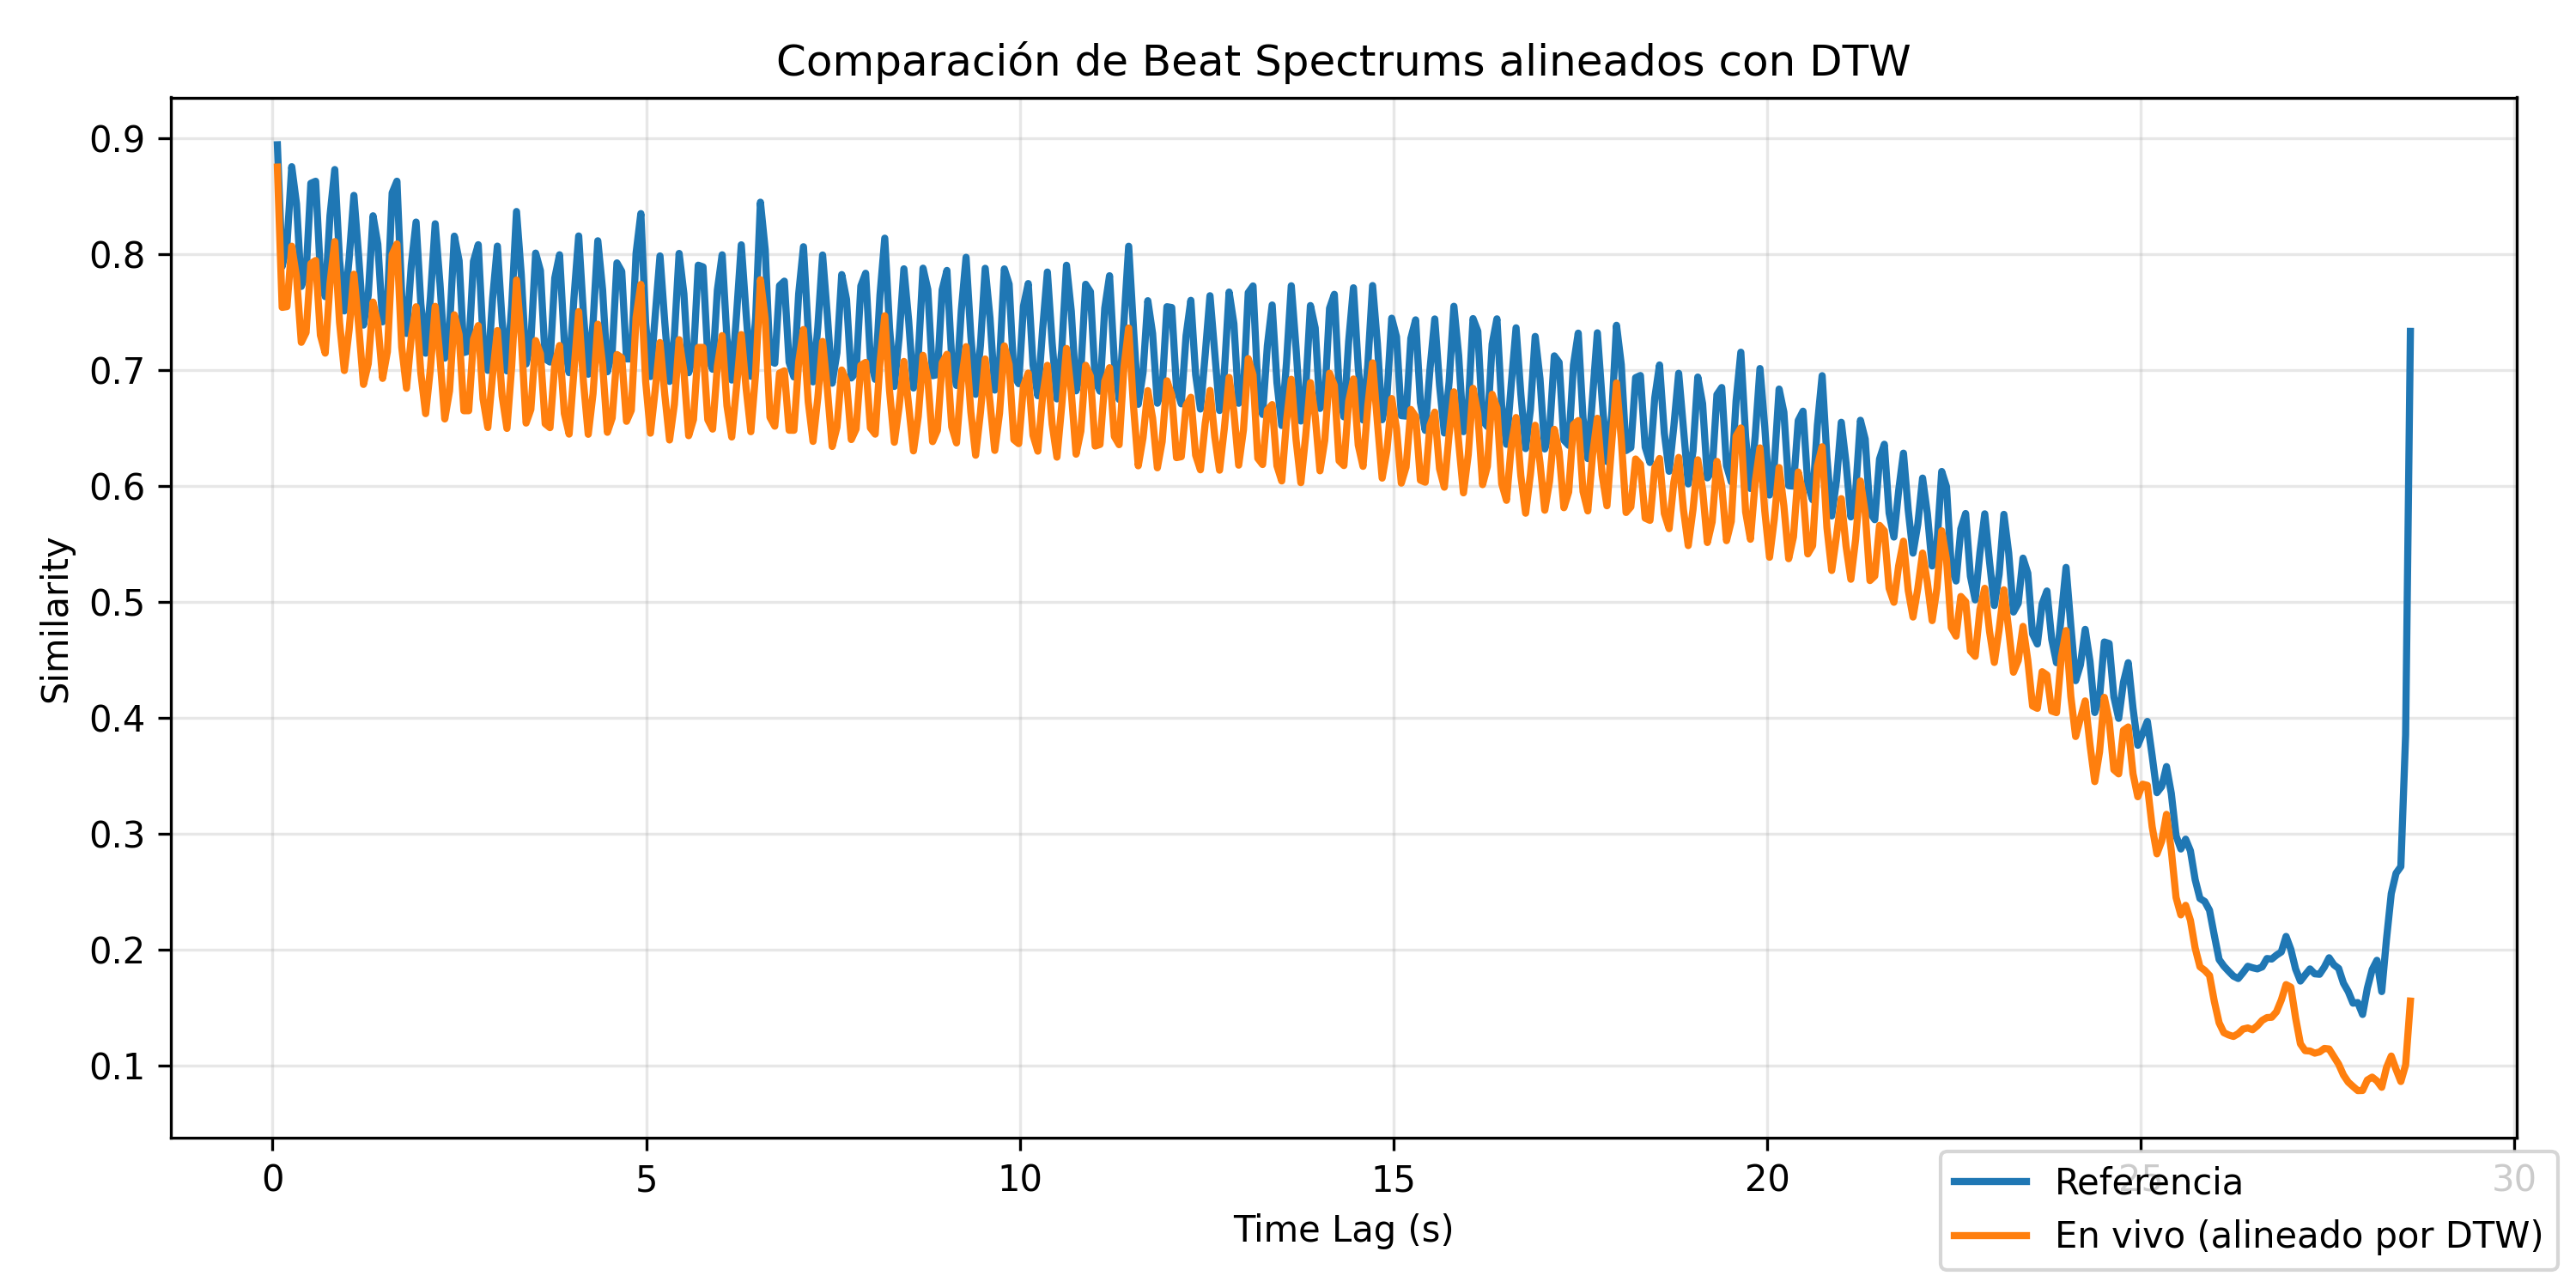 Comparación de Beat Spectrums alineados con DTW
0.9
0.8
0.7
0.6
0.5
0.4
0.3
0.2
0.1
Similarity
0 5 10 15 20 25 30
Time Lag (s)
Referencia
En vivo (alineado por DTW)